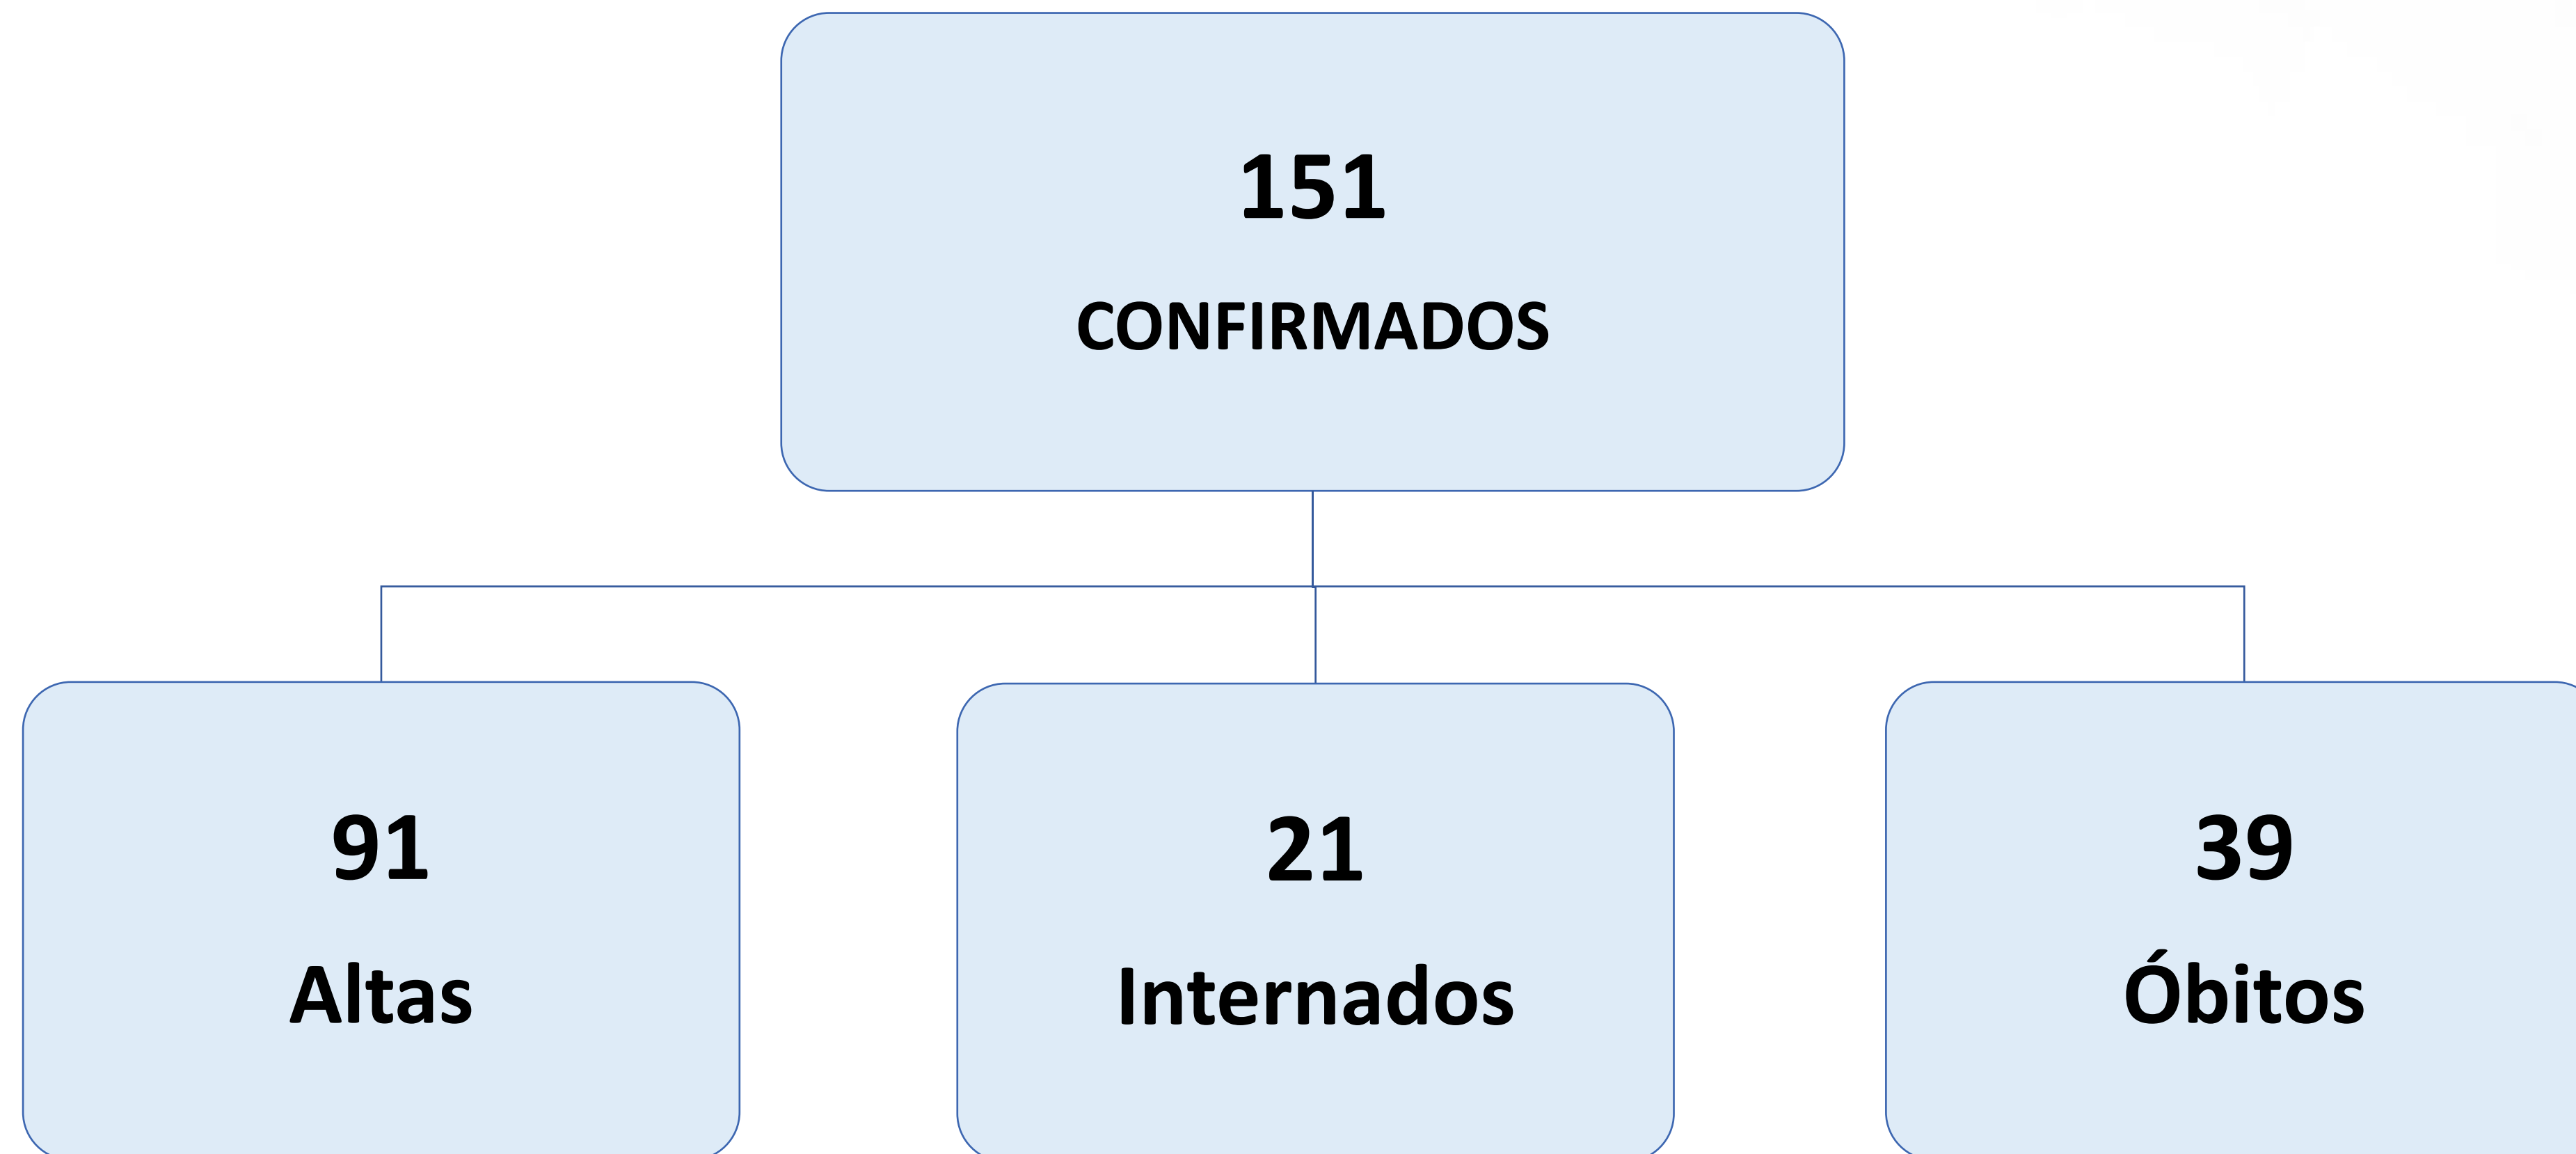 151
CONFIRMADOS
91
Altas
21
Internados
39
Óbitos